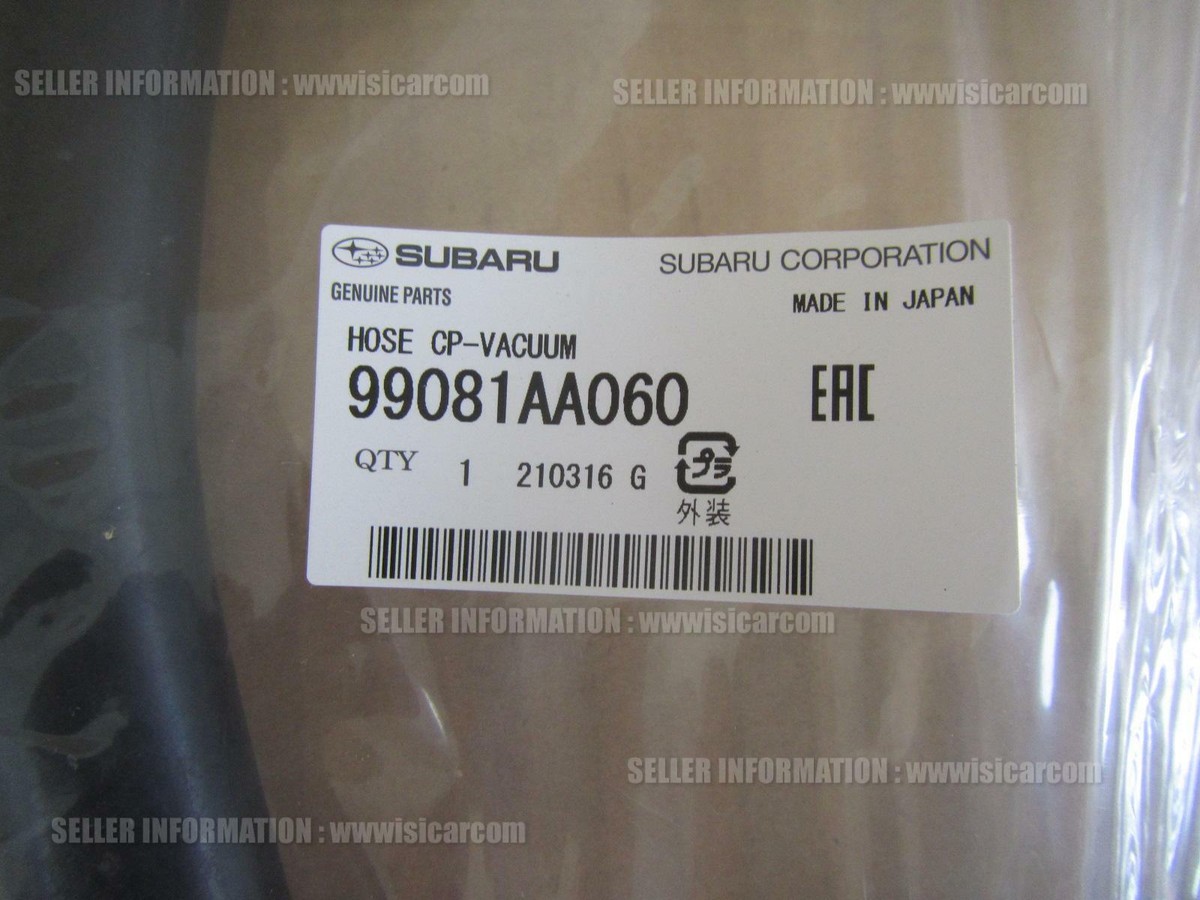 SELLER INFORMATION : wwwisicarcom
SELLER INFORMATION : wwwisicarcom
SUBARU
SUBARU CORPORATION
GENUINE PARTS
MADE IN JAPAN
HOSE CP-VACUUM
99081AA060
EAC
QTY 1 210316 G
プラ
外装
SELLER INFORMATION : wwwisicarcom
SELLER INFORMATION : wwwisicarcom
SELLER INFORMATION : wwwisicarcom